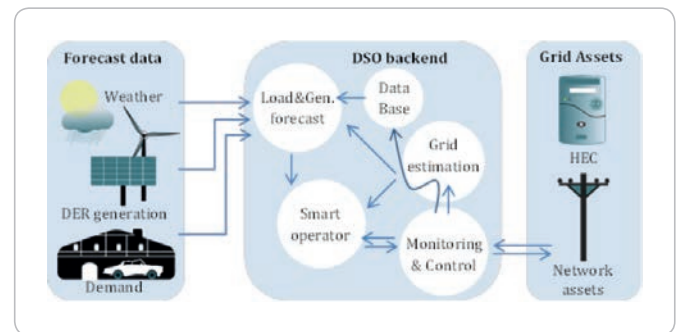 Forecast data
Weather
DER generation
Demand
DSO backend
Load&Gen.
forecast
Data
Base
Grid
estimation
Smart
operator
Monitoring
& Control
Grid Assets
HEC
Network
assets